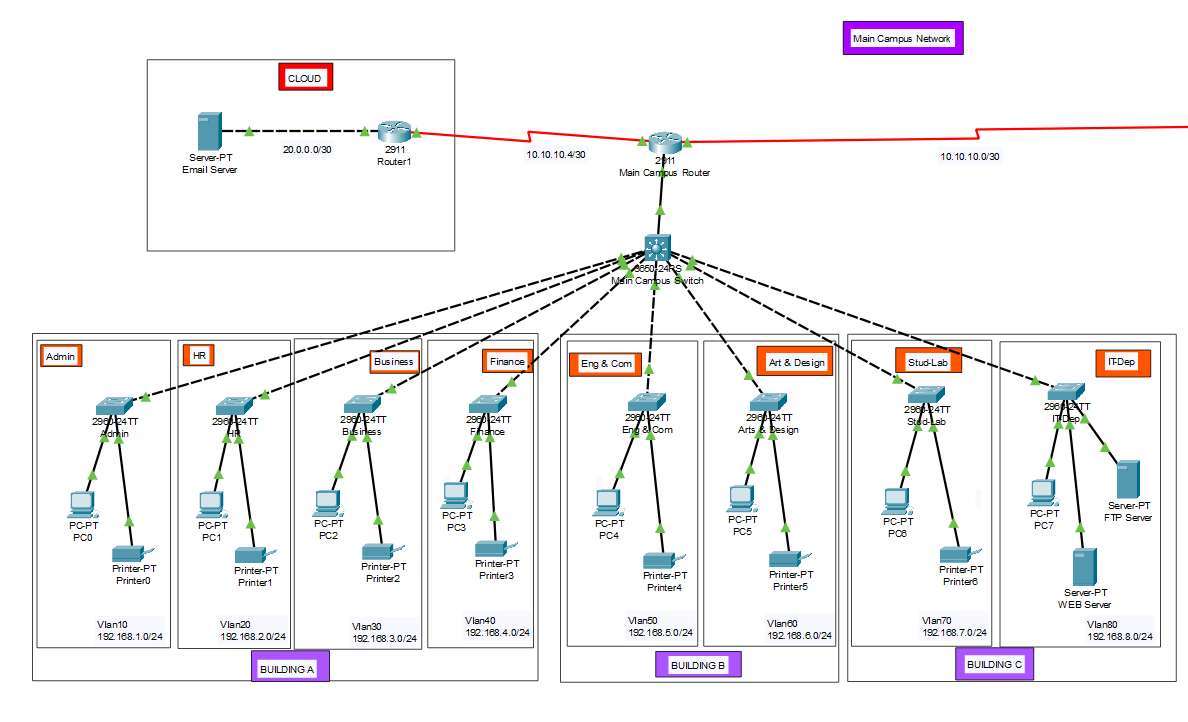 Main Campus Network
CLOUD
Server-PT
Email Server
20.0.0.0/30
2911
Router1
10.10.10.4/30
2911
Main Campus Router
10.10.10.0/30
3650-24PS
Main Campus Switch
Admin
HR
Business
Finance
Eng & Com
Art & Design
Stud-Lab
IT-Dep
2960-24TT
Admin
2960-24TT
HR
2960-24TT
Business
2960-24TT
Finance
2960-24TT
Eng & Com
2960-24TT
Arts & Design
2960-24TT
Stud-Lab
2960-24TT
IT-Dep
PC-PT
PC0
PC-PT
PC1
PC-PT
PC2
PC-PT
PC3
PC-PT
PC4
PC-PT
PC5
PC-PT
PC6
PC-PT
PC7
Server-PT
FTP Server
Printer-PT
Printer0
Printer-PT
Printer1
Printer-PT
Printer2
Printer-PT
Printer3
Printer-PT
Printer4
Printer-PT
Printer5
Printer-PT
Printer6
Server-PT
WEB Server
Vlan10
192.168.1.0/24
Vlan20
192.168.2.0/24
Vlan30
192.168.3.0/24
Vlan40
192.168.4.0/24
Vlan50
192.168.5.0/24
Vlan60
192.168.6.0/24
Vlan70
192.168.7.0/24
Vlan80
192.168.8.0/24
BUILDING A
BUILDING B
BUILDING C